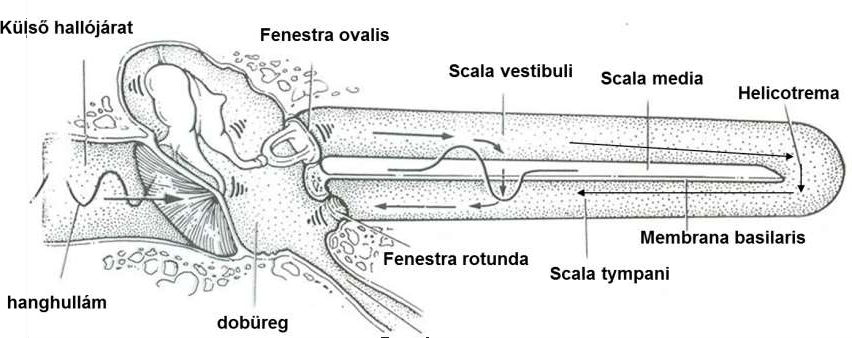 Külső hallójárat
Fenestra ovalis
Scala vestibuli
Scala media
Helicotrema
Membrana basilaris
Fenestra rotunda
Scala tympani
hanghullám
dobüreg